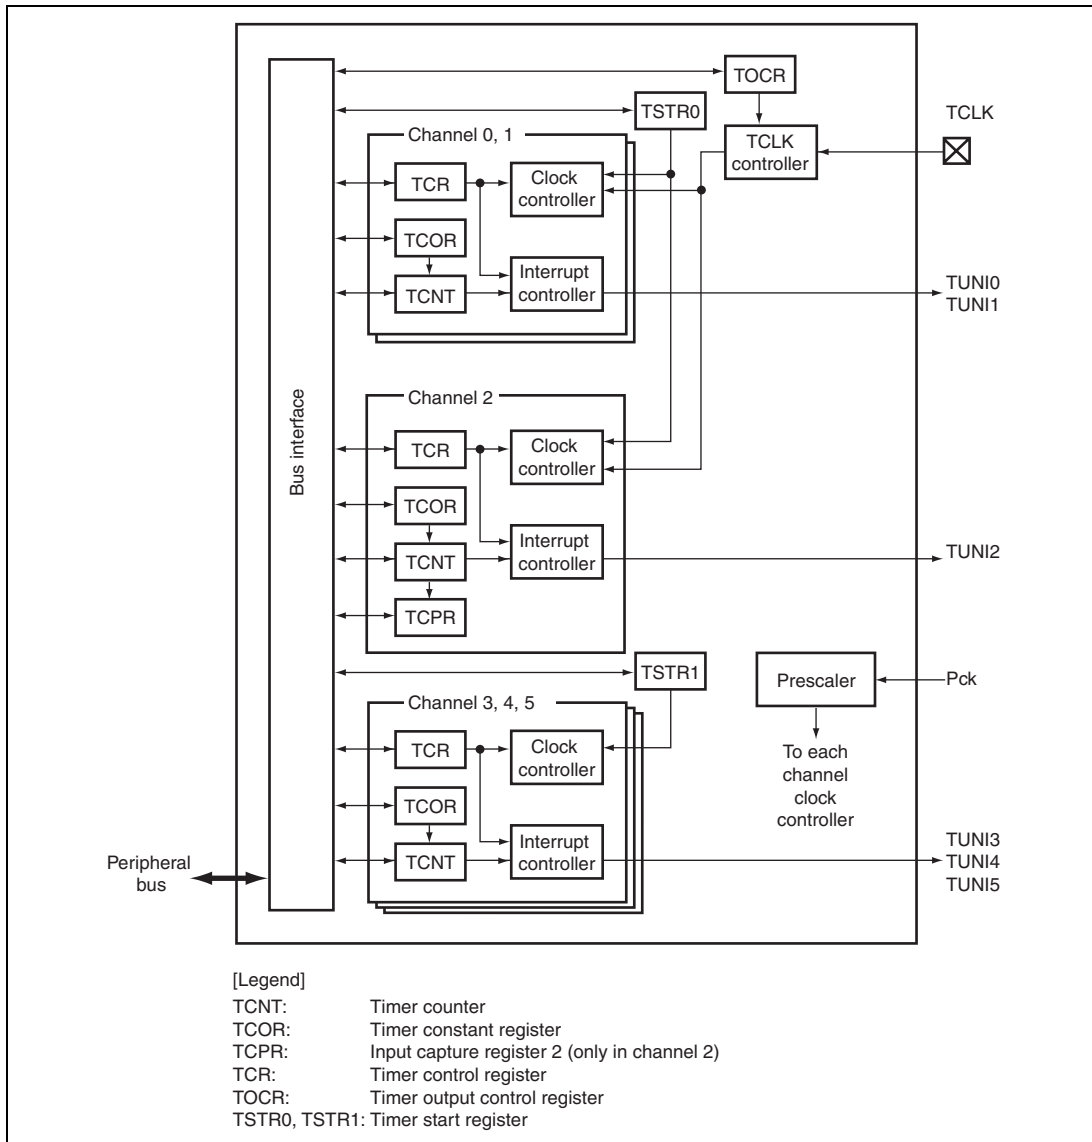 TOCR
TSTR0
TCLK
TCLK
controller
Channel 0, 1
TCR
Clock
controller
TCOR
TCNT
Interrupt
controller
TUNI0
TUNI1
Bus interface
Channel 2
TCR
Clock
controller
TCOR
TCNT
Interrupt
controller
TUNI2
TCPR
TSTR1
Prescaler
Pck
To each
channel
clock
controller
Channel 3, 4, 5
TCR
Clock
controller
TCOR
TCNT
Interrupt
controller
TUNI3
TUNI4
TUNI5
Peripheral
bus
[Legend]
TCNT: Timer counter
TCOR: Timer constant register
TCPR: Input capture register 2 (only in channel 2)
TCR: Timer control register
TOCR: Timer output control register
TSTR0, TSTR1: Timer start register